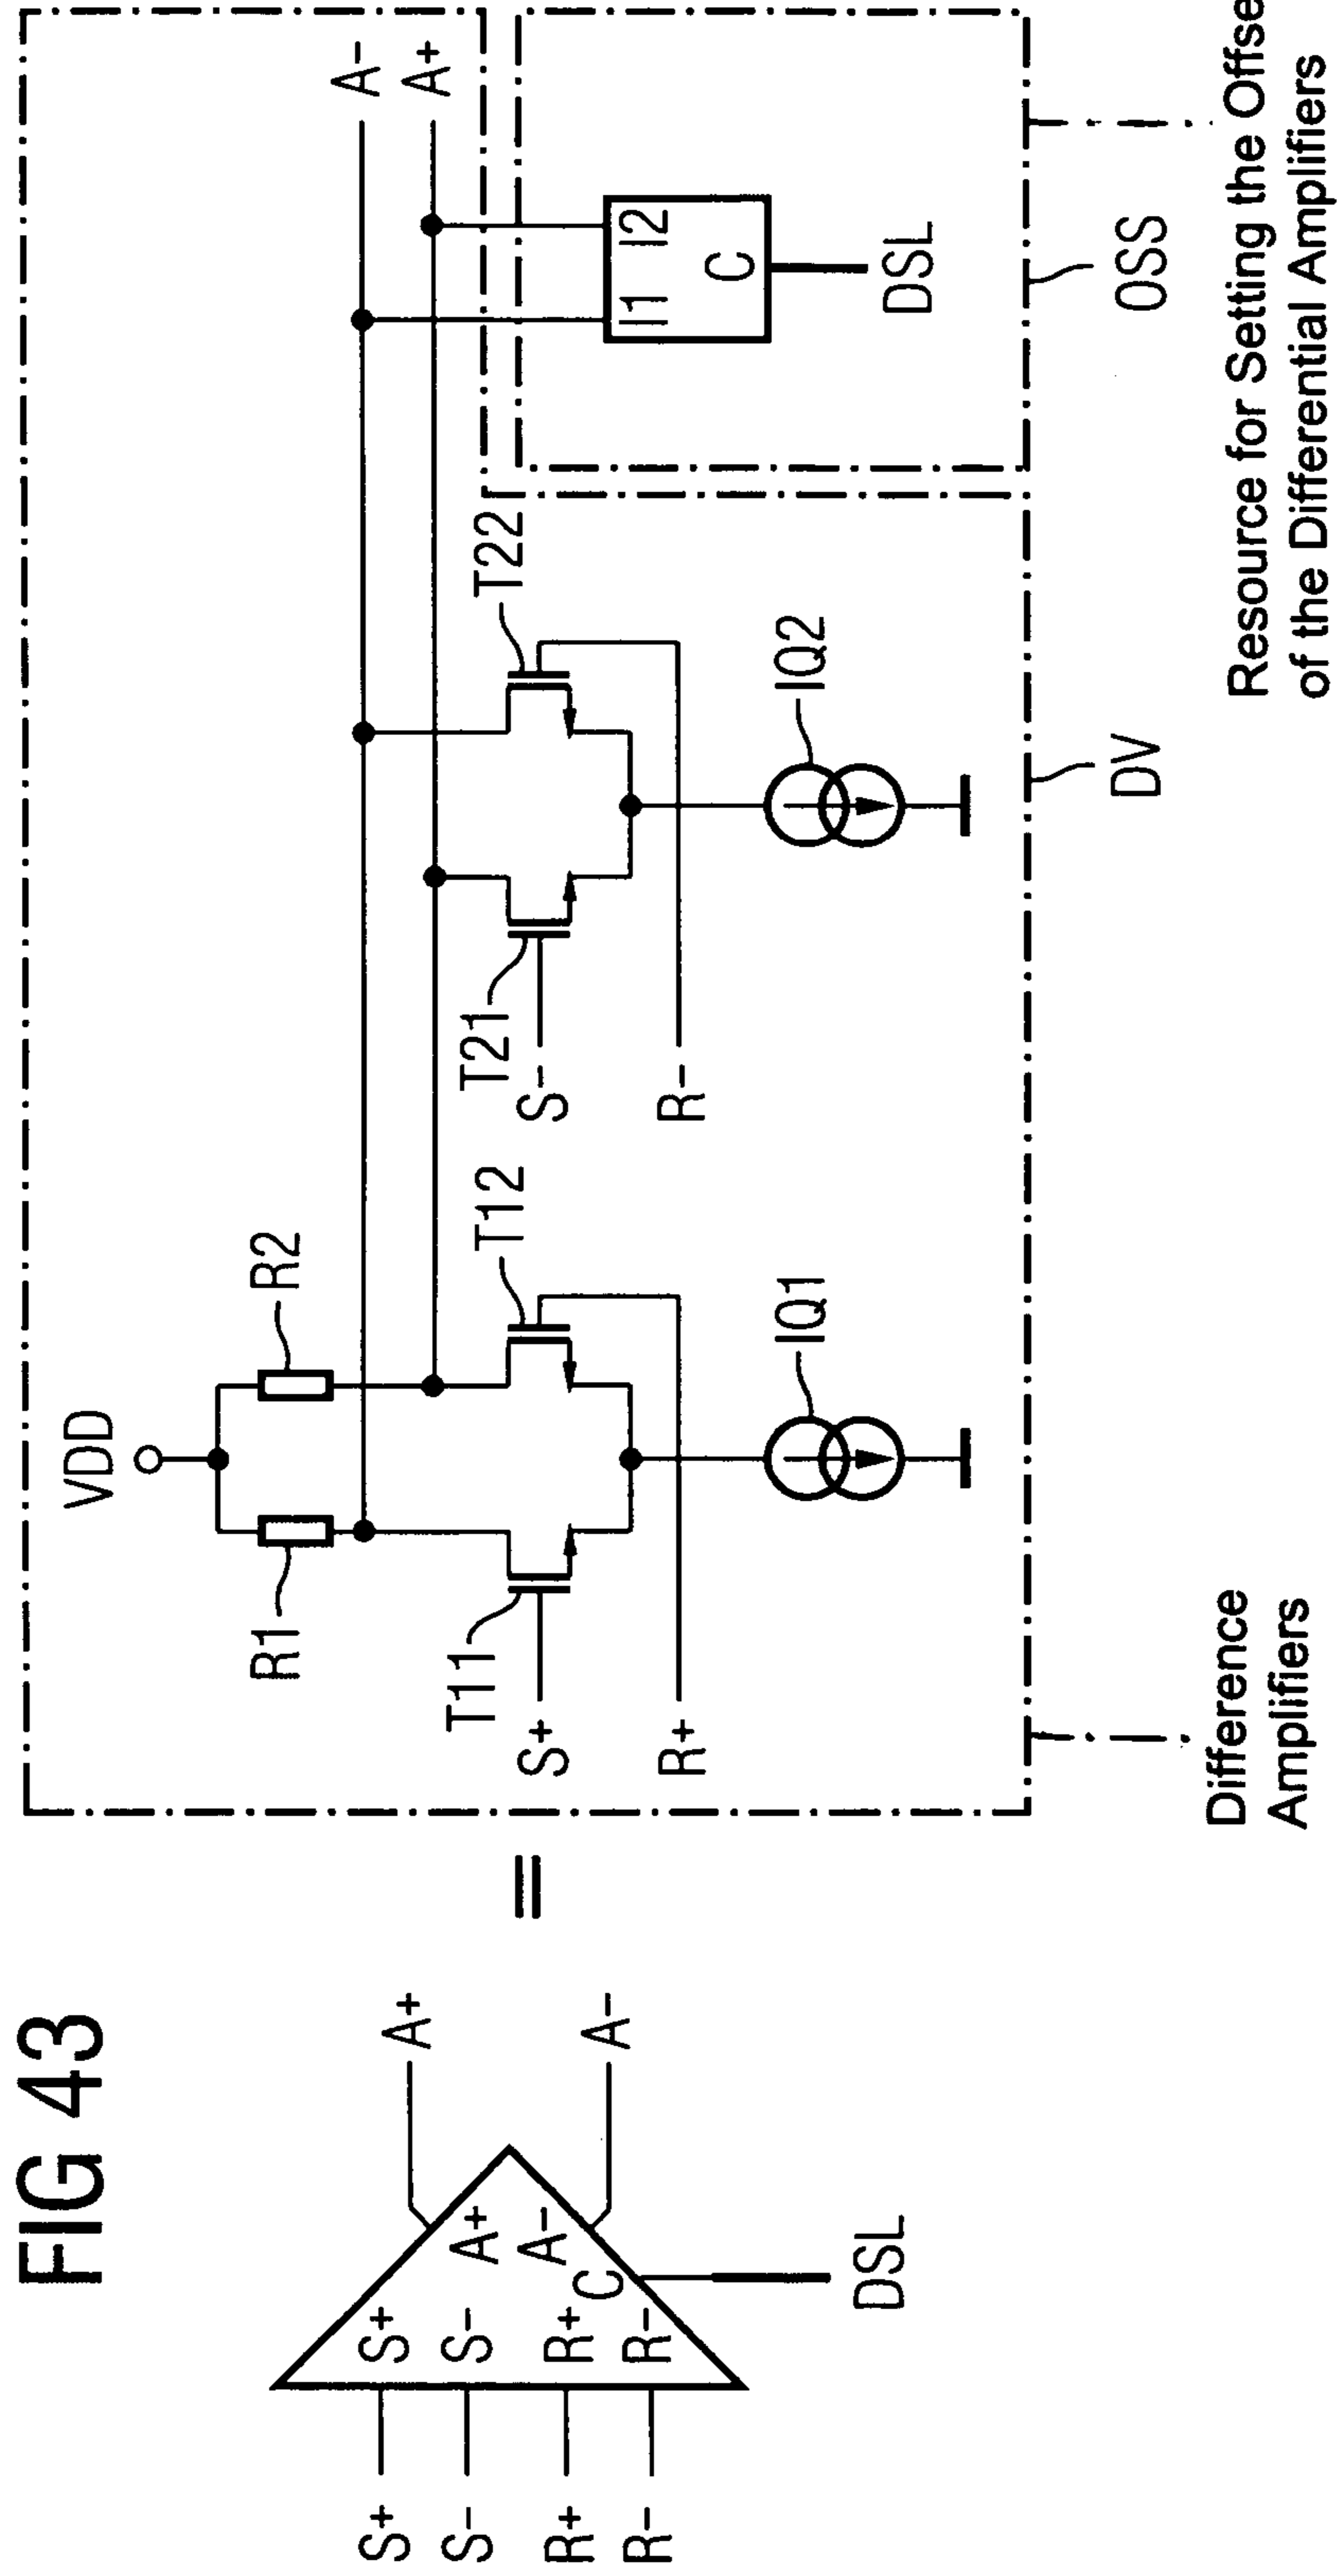 FIG 43
S+
S-
R+
R-
S+
S-
R+
R-
A+
A-
C
A+
A-
DSL
=
VDD
R1
R2
A-
A+
T11
T12
T21
T22
S+
R+
S-
R-
IQ1
IQ2
I1 I2
C
DSL
DV
OSS
Difference
Amplifiers
Resource for Setting the Offse
of the Differential Amplifiers